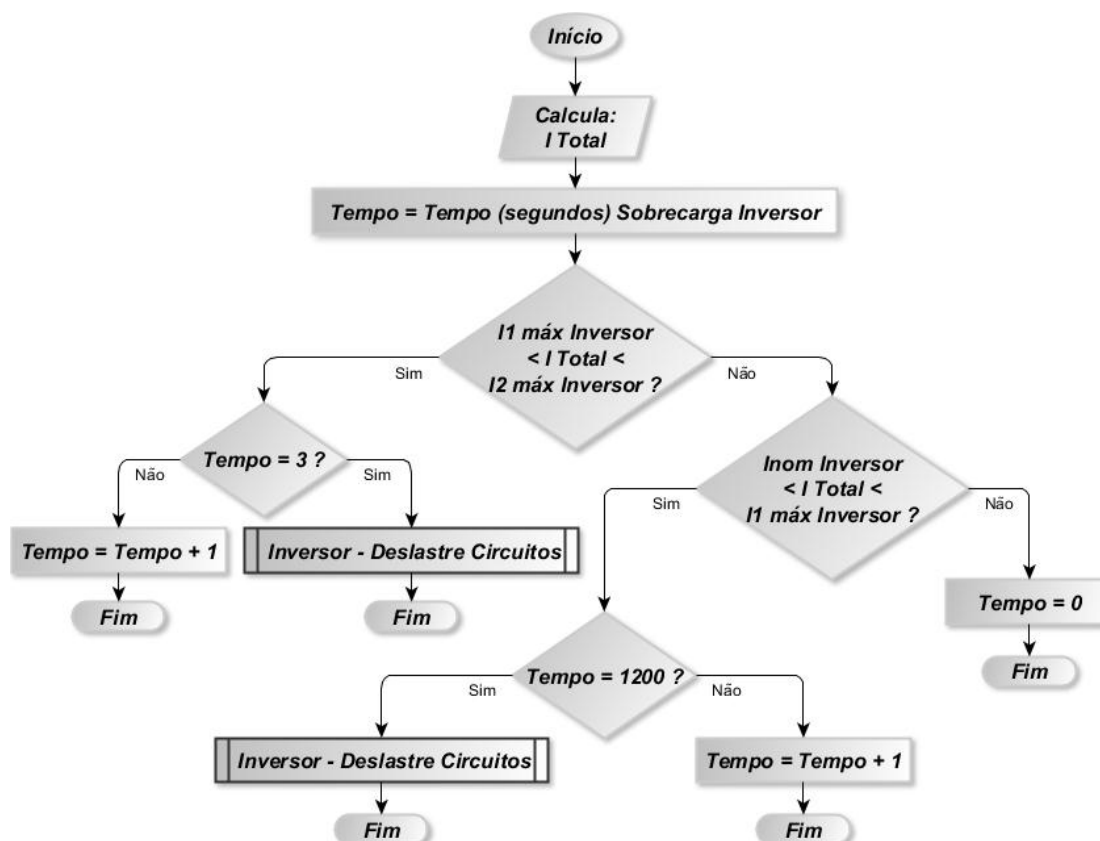 Início
Calcula:
I Total
Tempo = Tempo (segundos) Sobrecarga Inversor
I1 máx Inversor
< I Total <
I2 máx Inversor ?
Sim
Não
Tempo = 3 ?
Não
Sim
Inom Inversor
< I Total <
I1 máx Inversor ?
Sim
Não
Tempo = Tempo + 1
Inversor - Deslastre Circuitos
Tempo = 0
Fim
Fim
Fim
Tempo = 1200 ?
Sim
Não
Inversor - Deslastre Circuitos
Tempo = Tempo + 1
Fim
Fim